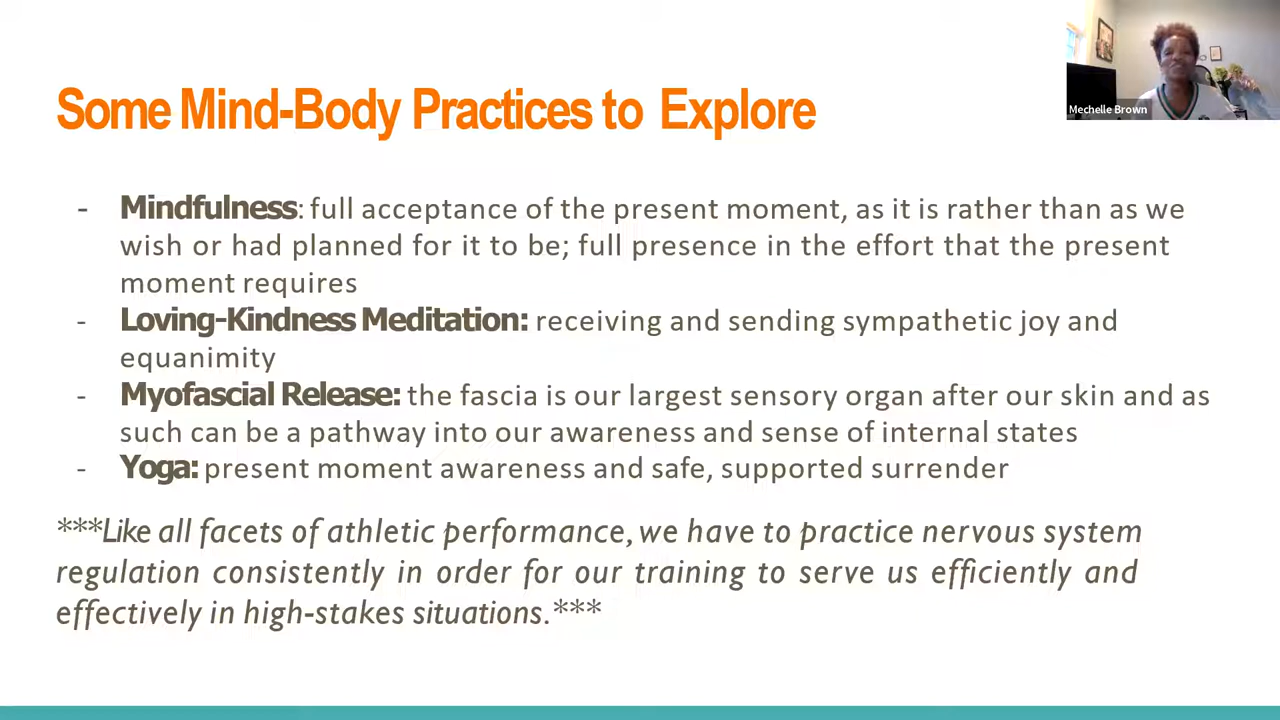 Some Mind-Body Practices to Explore
Mechelle Brown
- Mindfulness: full acceptance of the present moment, as it is rather than as we
wish or had planned for it to be; full presence in the effort that the present
moment requires
- Loving-Kindness Meditation: receiving and sending sympathetic joy and
equanimity
- Myofascial Release: the fascia is our largest sensory organ after our skin and as
such can be a pathway into our awareness and sense of internal states
- Yoga: present moment awareness and safe, supported surrender
***Like all facets of athletic performance, we have to practice nervous system
regulation consistently in order for our training to serve us efficiently and
effectively in high-stakes situations.***